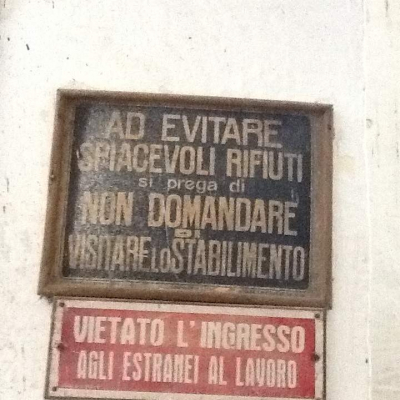 AD EVITARE
SPIACEVOLI RIFIUTI
si prega di
NON DOMANDARE
DI
VISITARE LO STABILIMENTO
VIETATO L'INGRESSO
AGLI ESTRANEI AL LAVORO